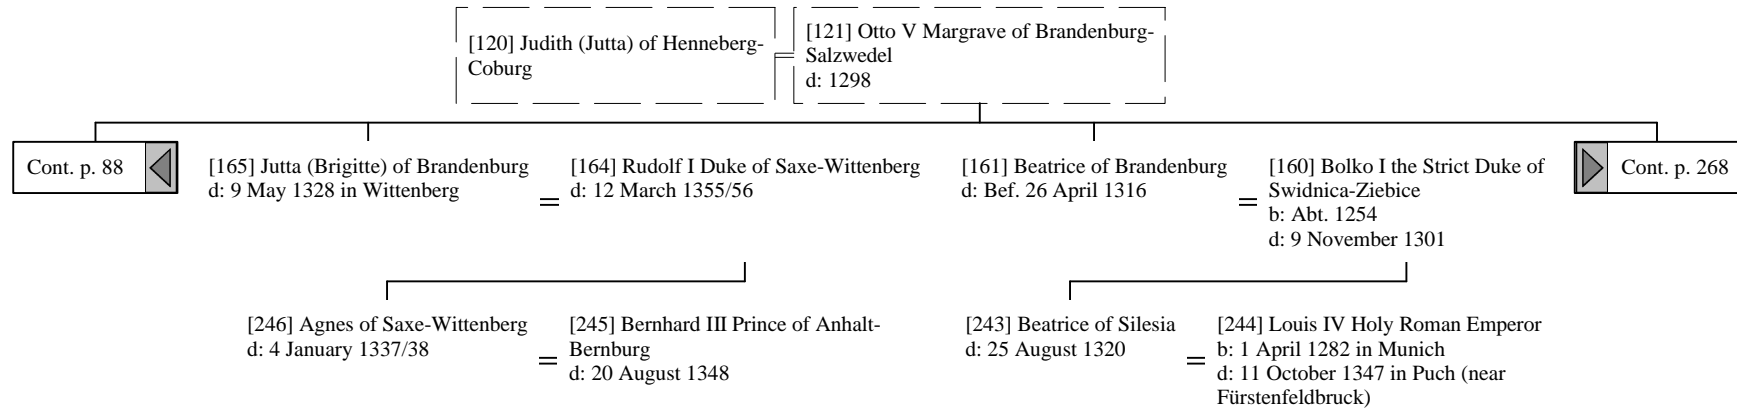 [120] Judith (Jutta) of Henneberg-
Coburg
[121] Otto V Margrave of Brandenburg-
Salzwedel
d: 1298
Cont. p. 88
[165] Jutta (Brigitte) of Brandenburg
d: 9 May 1328 in Wittenberg
=
[164] Rudolf I Duke of Saxe-Wittenberg
d: 12 March 1355/56
[161] Beatrice of Brandenburg
d: Bef. 26 April 1316
=
[160] Bolko I the Strict Duke of
Swidnica-Ziebice
b: Abt. 1254
d: 9 November 1301
Cont. p. 268
[246] Agnes of Saxe-Wittenberg
d: 4 January 1337/38
=
[245] Bernhard III Prince of Anhalt-
Bernburg
d: 20 August 1348
[243] Beatrice of Silesia
d: 25 August 1320
=
[244] Louis IV Holy Roman Emperor
b: 1 April 1282 in Munich
d: 11 October 1347 in Puch (near
Fürstenfeldbruck)